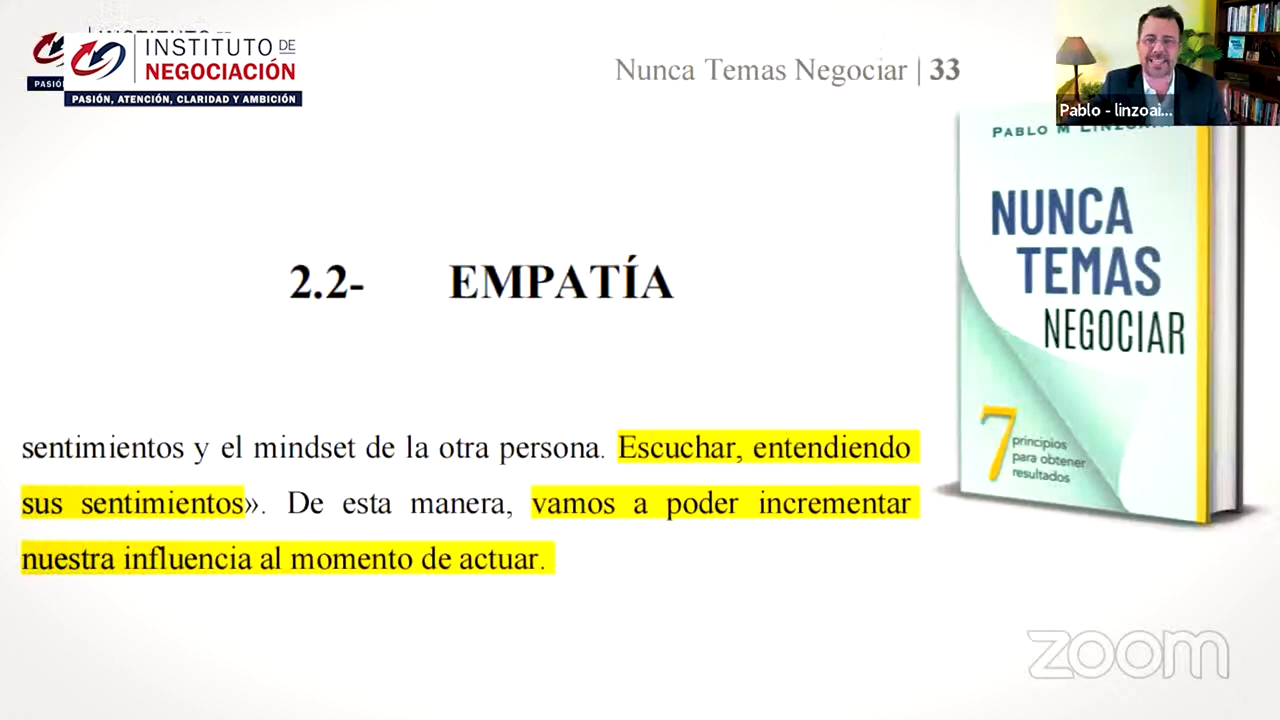 INSTITUTO DE
NEGOCIACIÓN
PASIÓN, ATENCIÓN, CLARIDAD Y AMBICIÓN
Nunca Temas Negociar | 33
Pablo - linzoai...
PABLO M
NUNCA
TEMAS
NEGOCIAR
7 principios
para obtener
resultados
2.2- EMPATÍA
sentimientos y el mindset de la otra persona. Escuchar, entendiendo
sus sentimientos». De esta manera, vamos a poder incrementar
nuestra influencia al momento de actuar.
zoom